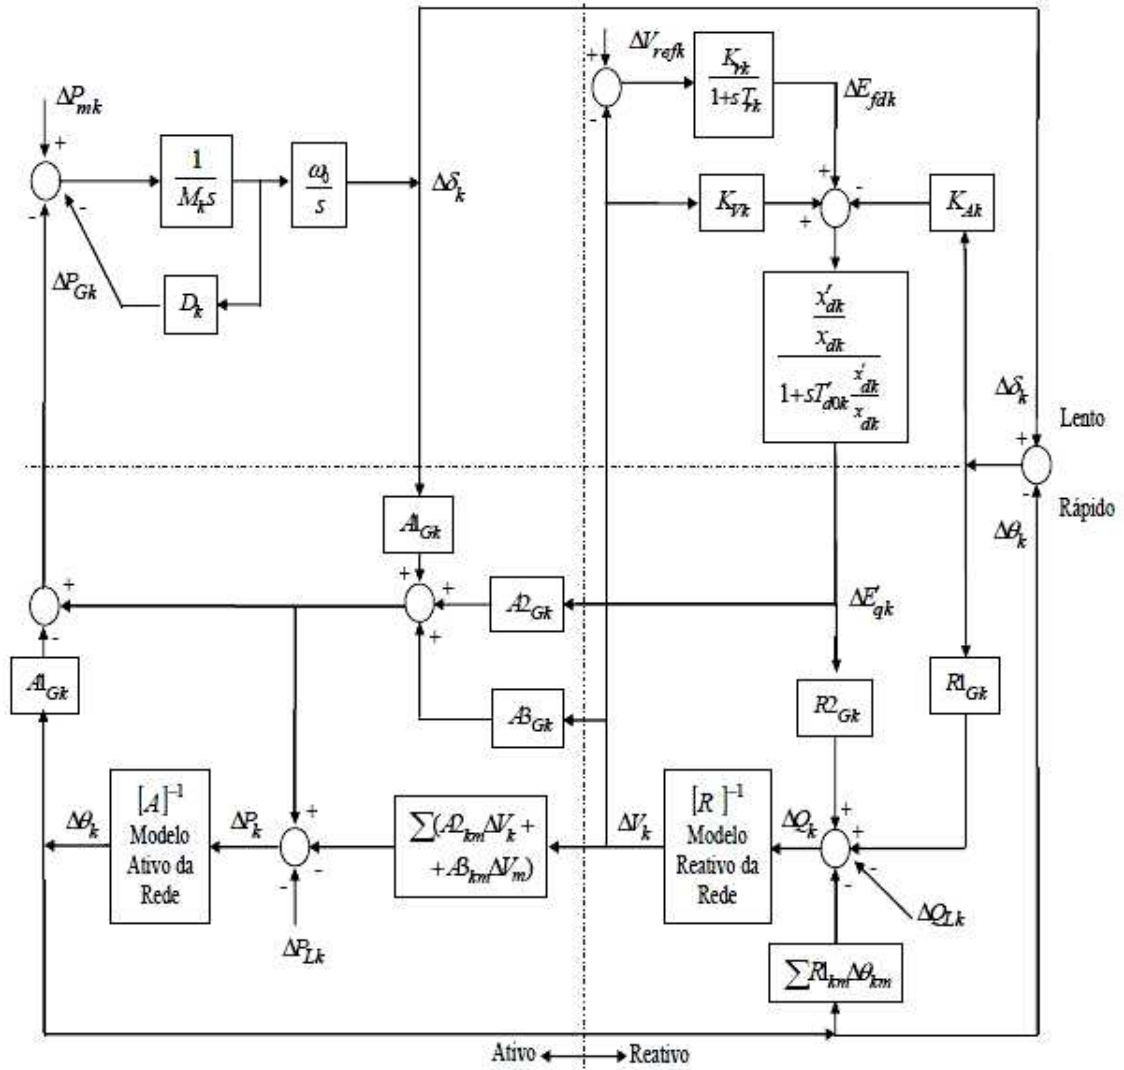 ΔP_mk
+
-
-
1
M_k s
ω_0
s
Δδ_k
D_k
ΔP_Gk
+
ΔV_refk
-
K_rk
1+sT_rk
ΔE_fdk
K_Vk
+
+
-
K_Ak
x'_dk
x_dk
1+sT'_d0k x'_dk
x_dk
Δδ_k
+
Lento
-
Rápido
Δθ_k
A1_Gk
+
+
+
A2_Gk
ΔE'_qk
A3_Gk
+
-
A1_Gk
R2_Gk
R1_Gk
Δθ_k
[A]^-1
Modelo
Ativo da
Rede
ΔP_k
+
-
-
ΔP_Lk
∑(A2_km ΔV_k +
+A3_km ΔV_m)
ΔV_k
[R]^-1
Modelo
Reativo da
Rede
ΔQ_k
+
+
-
-
ΔQ_Lk
∑R1_km Δθ_km
Ativo
Reativo